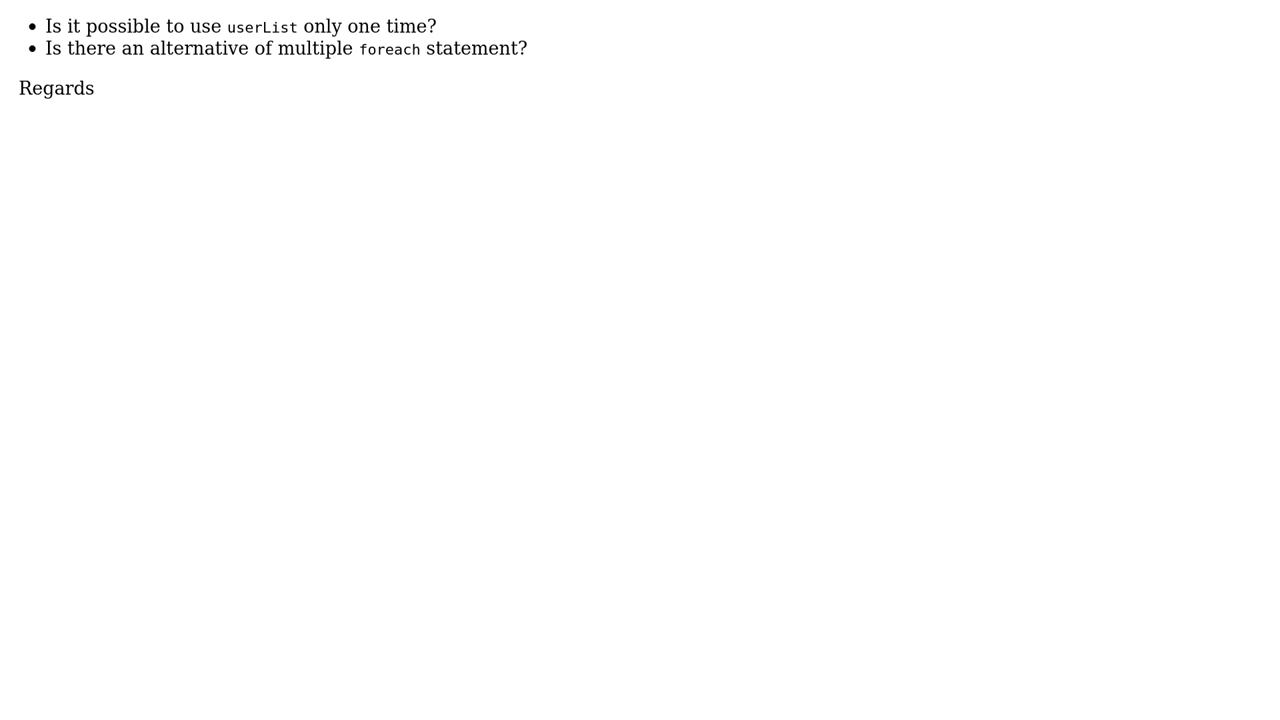 • Is it possible to use userList only one time?
• Is there an alternative of multiple foreach statement?
Regards